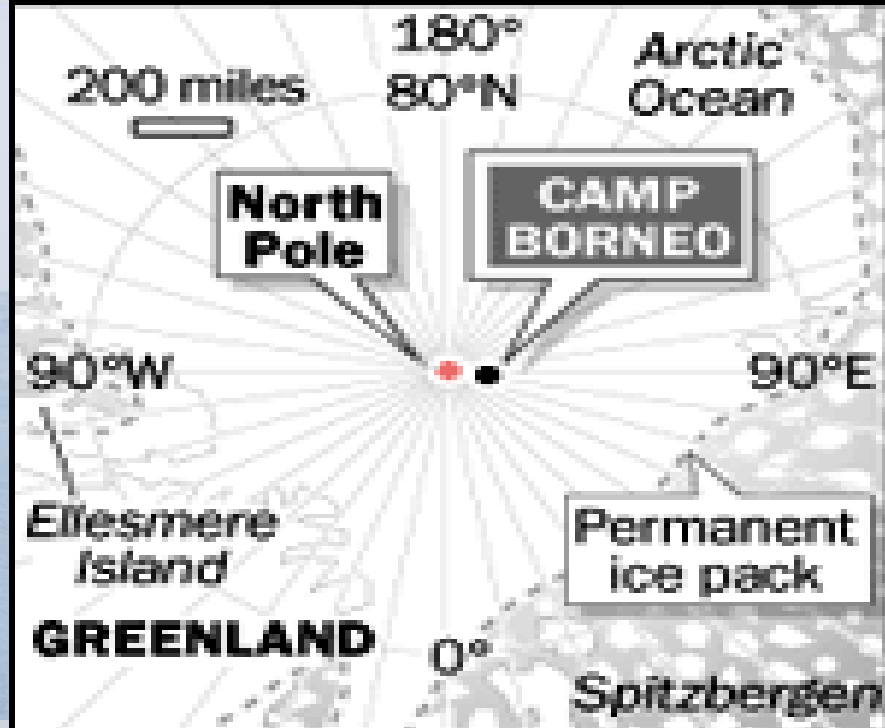 180°
80°N
200 miles
Arctic
Ocean
North
Pole
CAMP
BORNEO
90°W
90°E
Ellesmere
Island
Permanent
ice pack
GREENLAND
0°
Spitzbergen